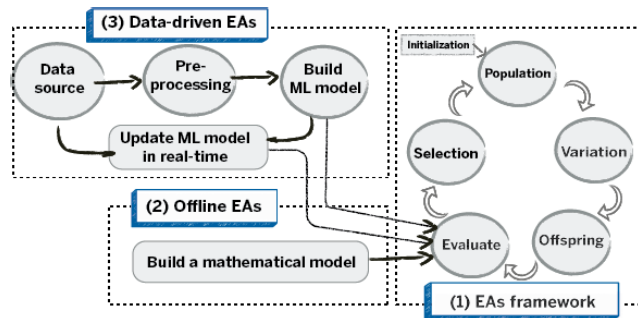 (3) Data-driven EAs
Data
source
Pre-
processing
Build
ML model
Update ML model
in real-time
(2) Offline EAs
Build a mathematical model
Initialization
Population
Selection
Variation
Evaluate
Offspring
(1) EAs framework